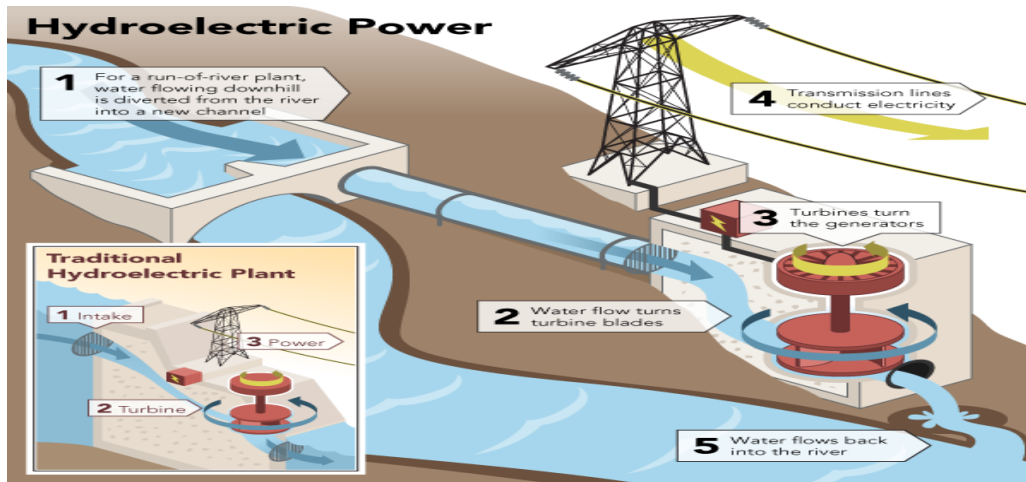 Hydroelectric Power
1 For a run-of-river plant,
water flowing downhill
is diverted from the river
into a new channel
4 Transmission lines
conduct electricity
3 Turbines turn
the generators
2 Water flow turns
turbine blades
5 Water flows back
into the river
Traditional
Hydroelectric Plant
1 Intake
3 Power
2 Turbine